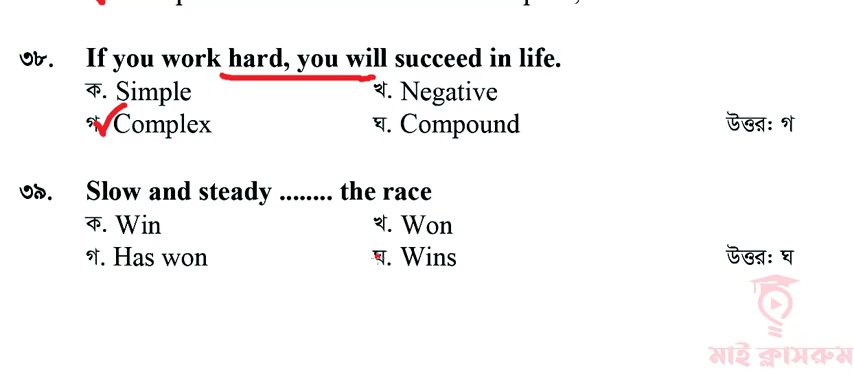 ৩৮. If you work hard, you will succeed in life.
ক. Simple খ. Negative
গ. Complex ঘ. Compound উত্তর: গ
৩৯. Slow and steady ........ the race
ক. Win খ. Won
গ. Has won ঘ. Wins উত্তর: ঘ
মাই ক্লাসরুম